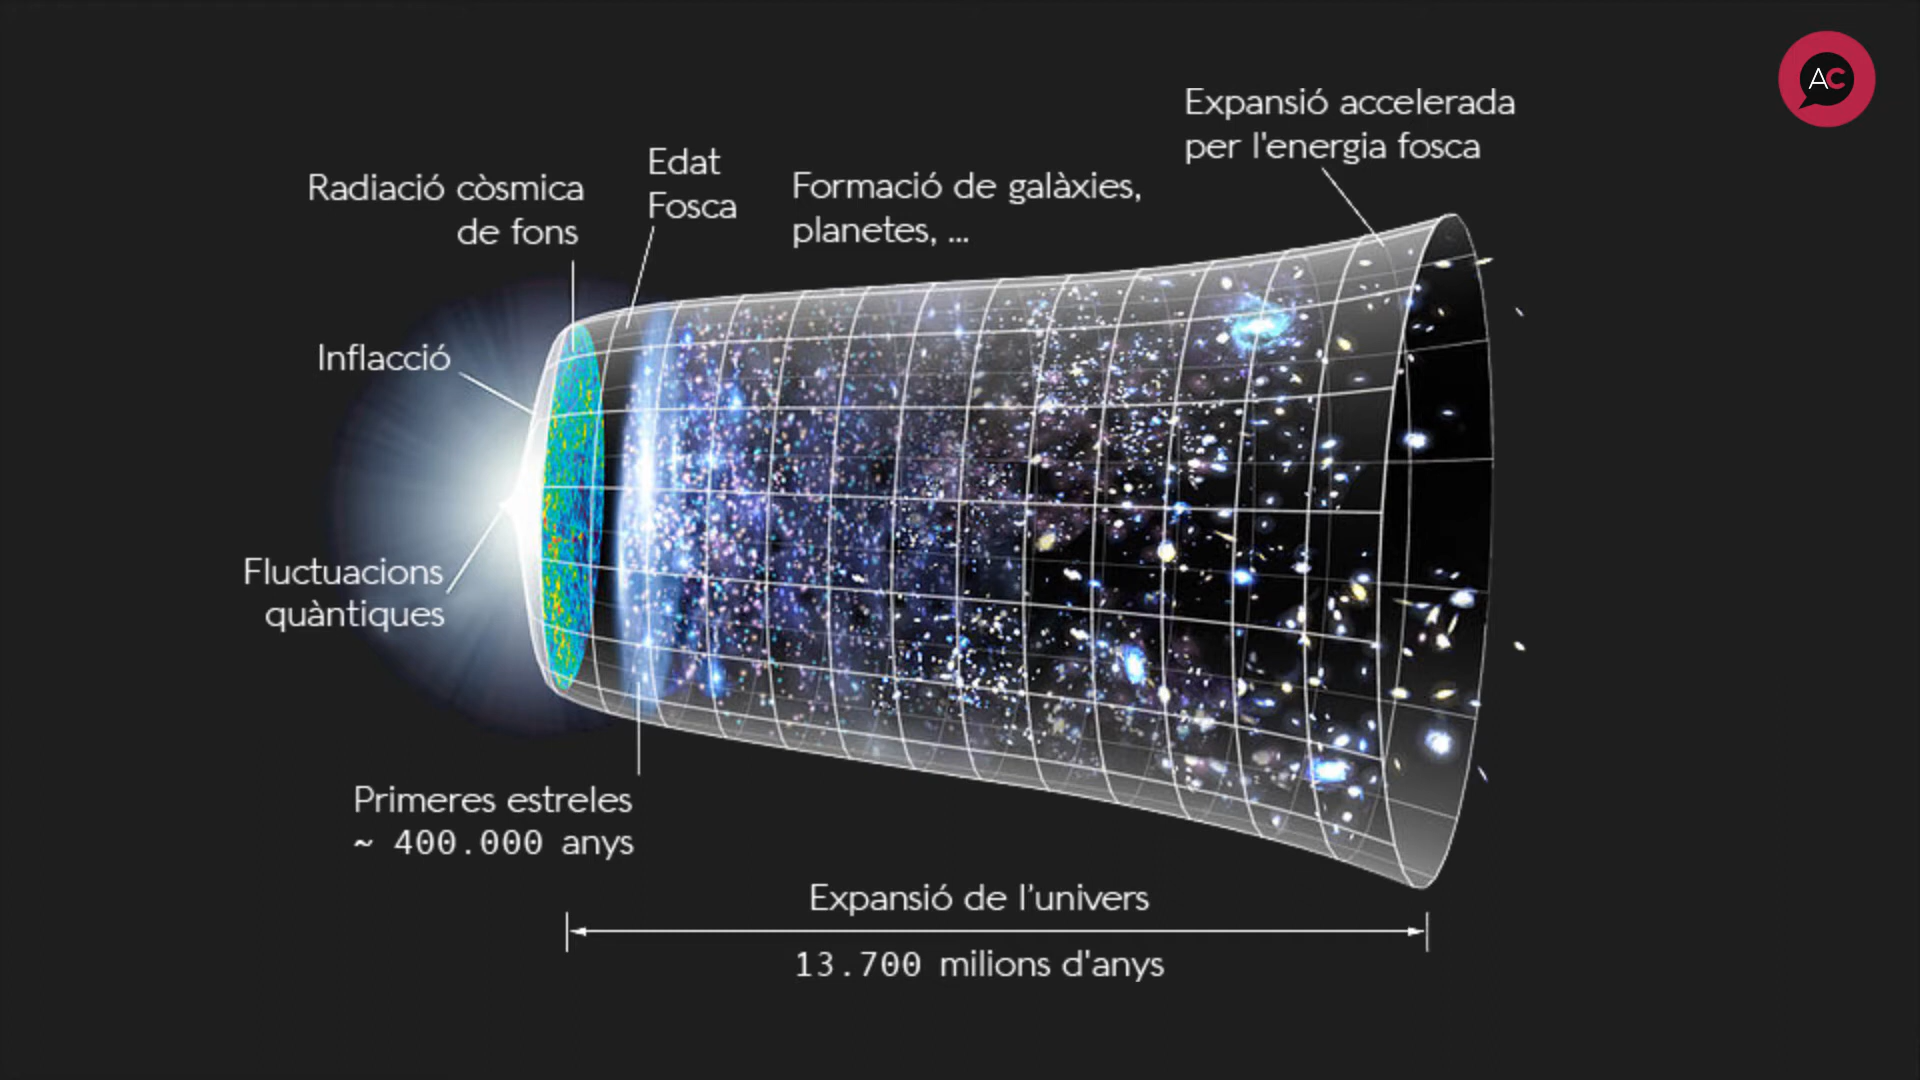 AC
Expansió accelerada
per l'energia fosca
Edat
Fosca
Radiació còsmica
de fons
Formació de galàxies,
planetes, ...
Inflacció
Fluctuacions
quàntiques
Primeres estreles
~ 400.000 anys
Expansió de l'univers
13.700 milions d'anys